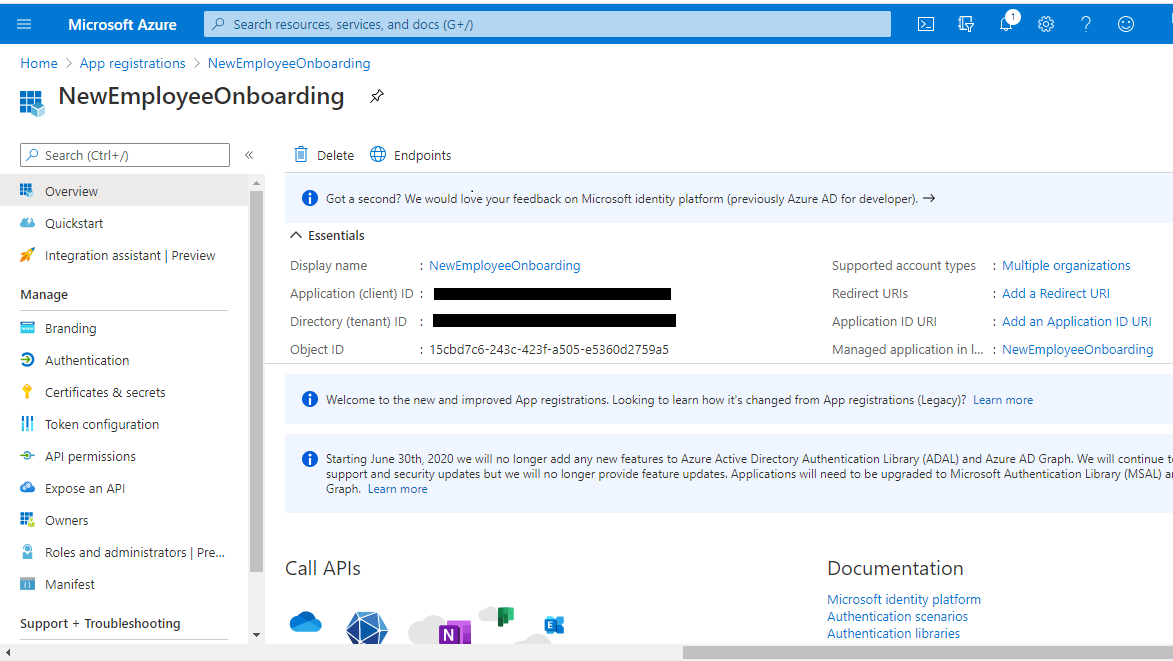 Microsoft Azure
Search resources, services, and docs (G+/)
1
Home > App registrations > NewEmployeeOnboarding
NewEmployeeOnboarding
Search (Ctrl+/)
«
Overview
Quickstart
Integration assistant | Preview
Manage
Branding
Authentication
Certificates & secrets
Token configuration
API permissions
Expose an API
Owners
Roles and administrators | Pre...
Manifest
Support + Troubleshooting
Delete
Endpoints
Got a second? We would love your feedback on Microsoft identity platform (previously Azure AD for developer). →
Essentials
Display name : NewEmployeeOnboarding
Application (client) ID :
Directory (tenant) ID :
Object ID : 15cbd7c6-243c-423f-a505-e5360d2759a5
Supported account types : Multiple organizations
Redirect URIs : Add a Redirect URI
Application ID URI : Add an Application ID URI
Managed application in l... : NewEmployeeOnboarding
Welcome to the new and improved App registrations. Looking to learn how it's changed from App registrations (Legacy)? Learn more
Starting June 30th, 2020 we will no longer add any new features to Azure Active Directory Authentication Library (ADAL) and Azure AD Graph. We will continue t
support and security updates but we will no longer provide feature updates. Applications will need to be upgraded to Microsoft Authentication Library (MSAL) a
Graph. Learn more
Call APIs
N
E
Documentation
Microsoft identity platform
Authentication scenarios
Authentication libraries